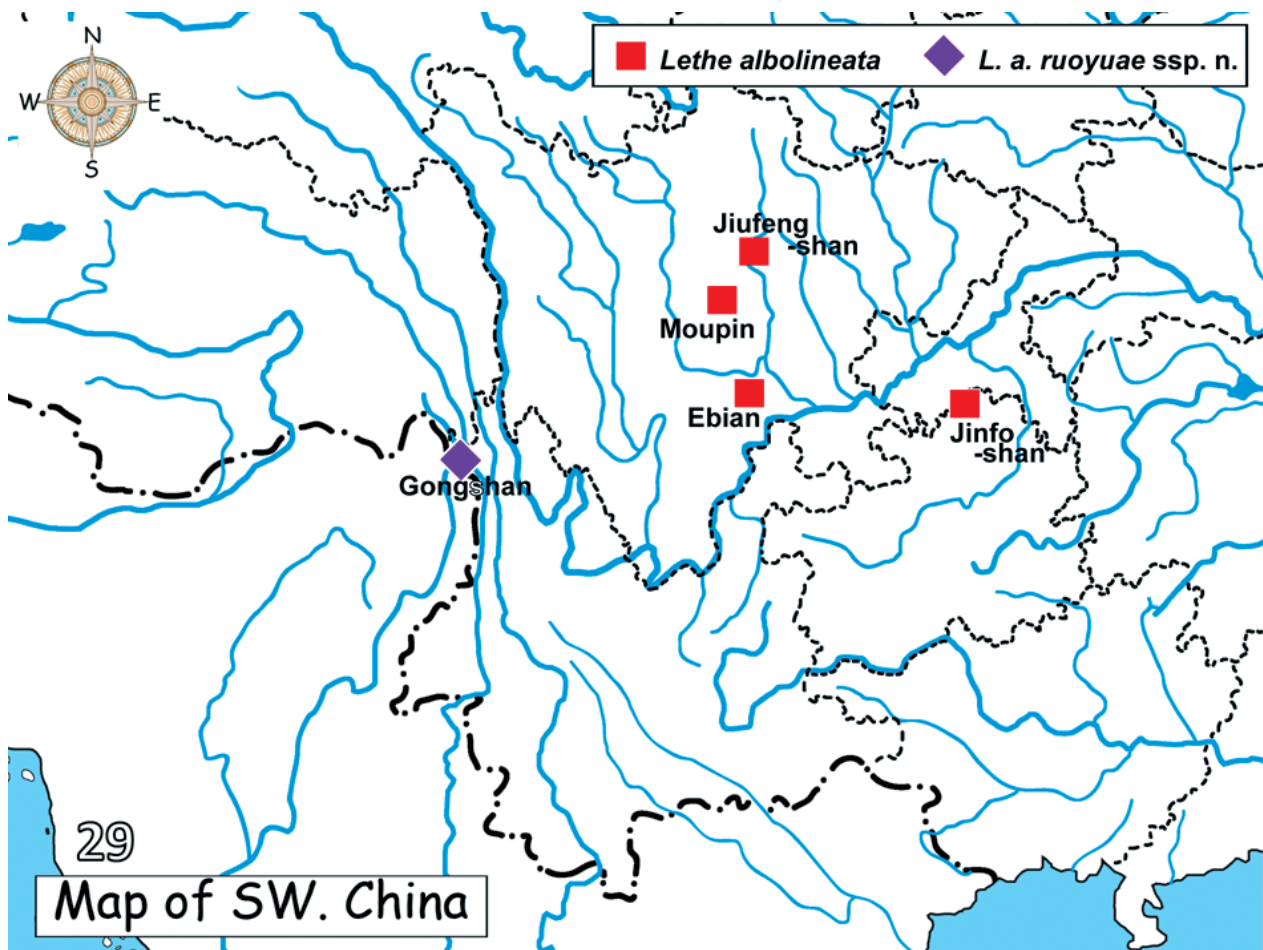 N
W
E
S
Lethe albolineata
L. a. ruoyuae ssp. n.
Jiufeng
-shan
Moupin
Ebian
Jinfo
-shan
Gongshan
29
Map of SW. China